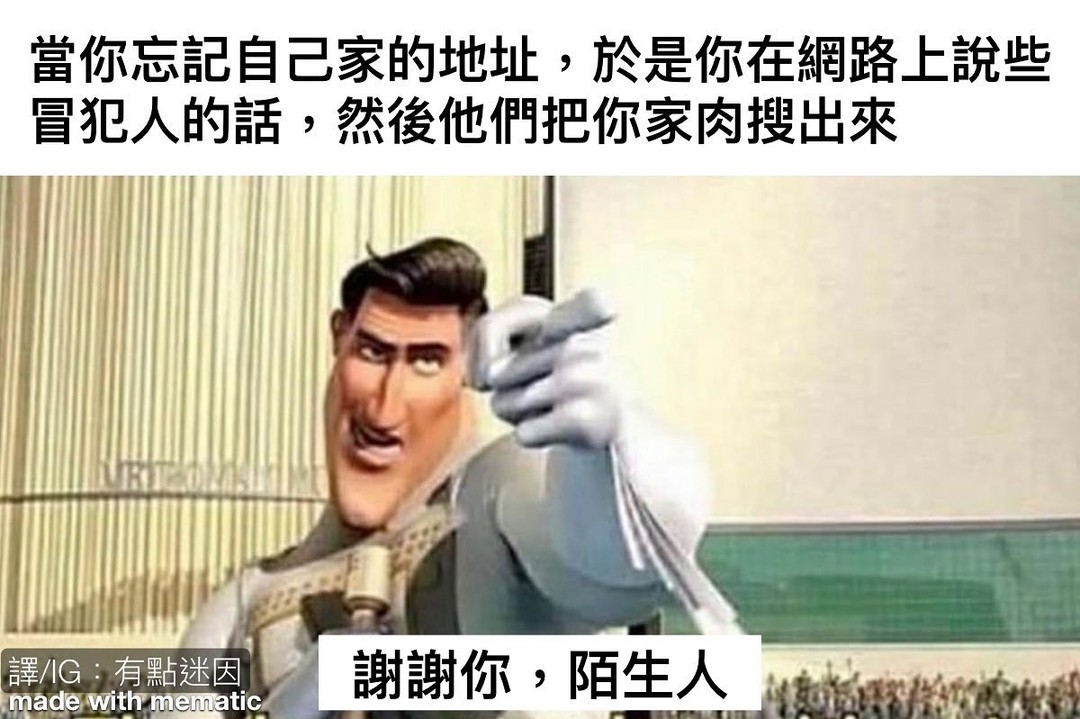 當你忘記自己家的地址，於是你在網路上說些
冒犯人的話，然後他們把你家肉搜出來
謝謝你，陌生人
譯/IG：有點迷因
made with mematic